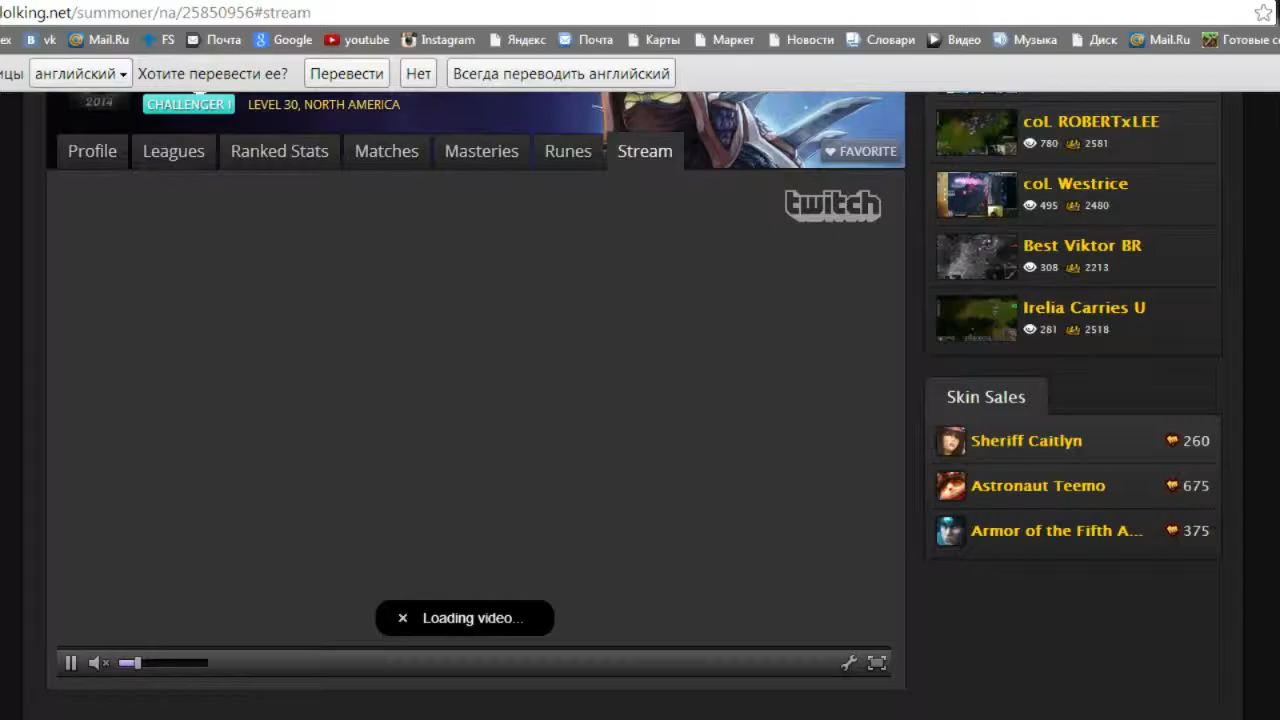 lolking.net/summoner/na/25850956#stream
ex vk Mail.Ru FS Почта Google youtube Instagram Яндекс Почта Карты Маркет Новости Словари Видео Музыка Диск Mail.Ru Готовые се
ицы английский Хотите перевести ее? Перевести Нет Всегда переводить английский
2014 CHALLENGER I LEVEL 30, NORTH AMERICA
Profile Leagues Ranked Stats Matches Masteries Runes Stream
FAVORITE
twitch
Loading video...
coL ROBERTxLEE
780 2581
coL Westrice
495 2480
Best Viktor BR
308 2213
Irelia Carries U
281 2518
Skin Sales
Sheriff Caitlyn 260
Astronaut Teemo 675
Armor of the Fifth A... 375